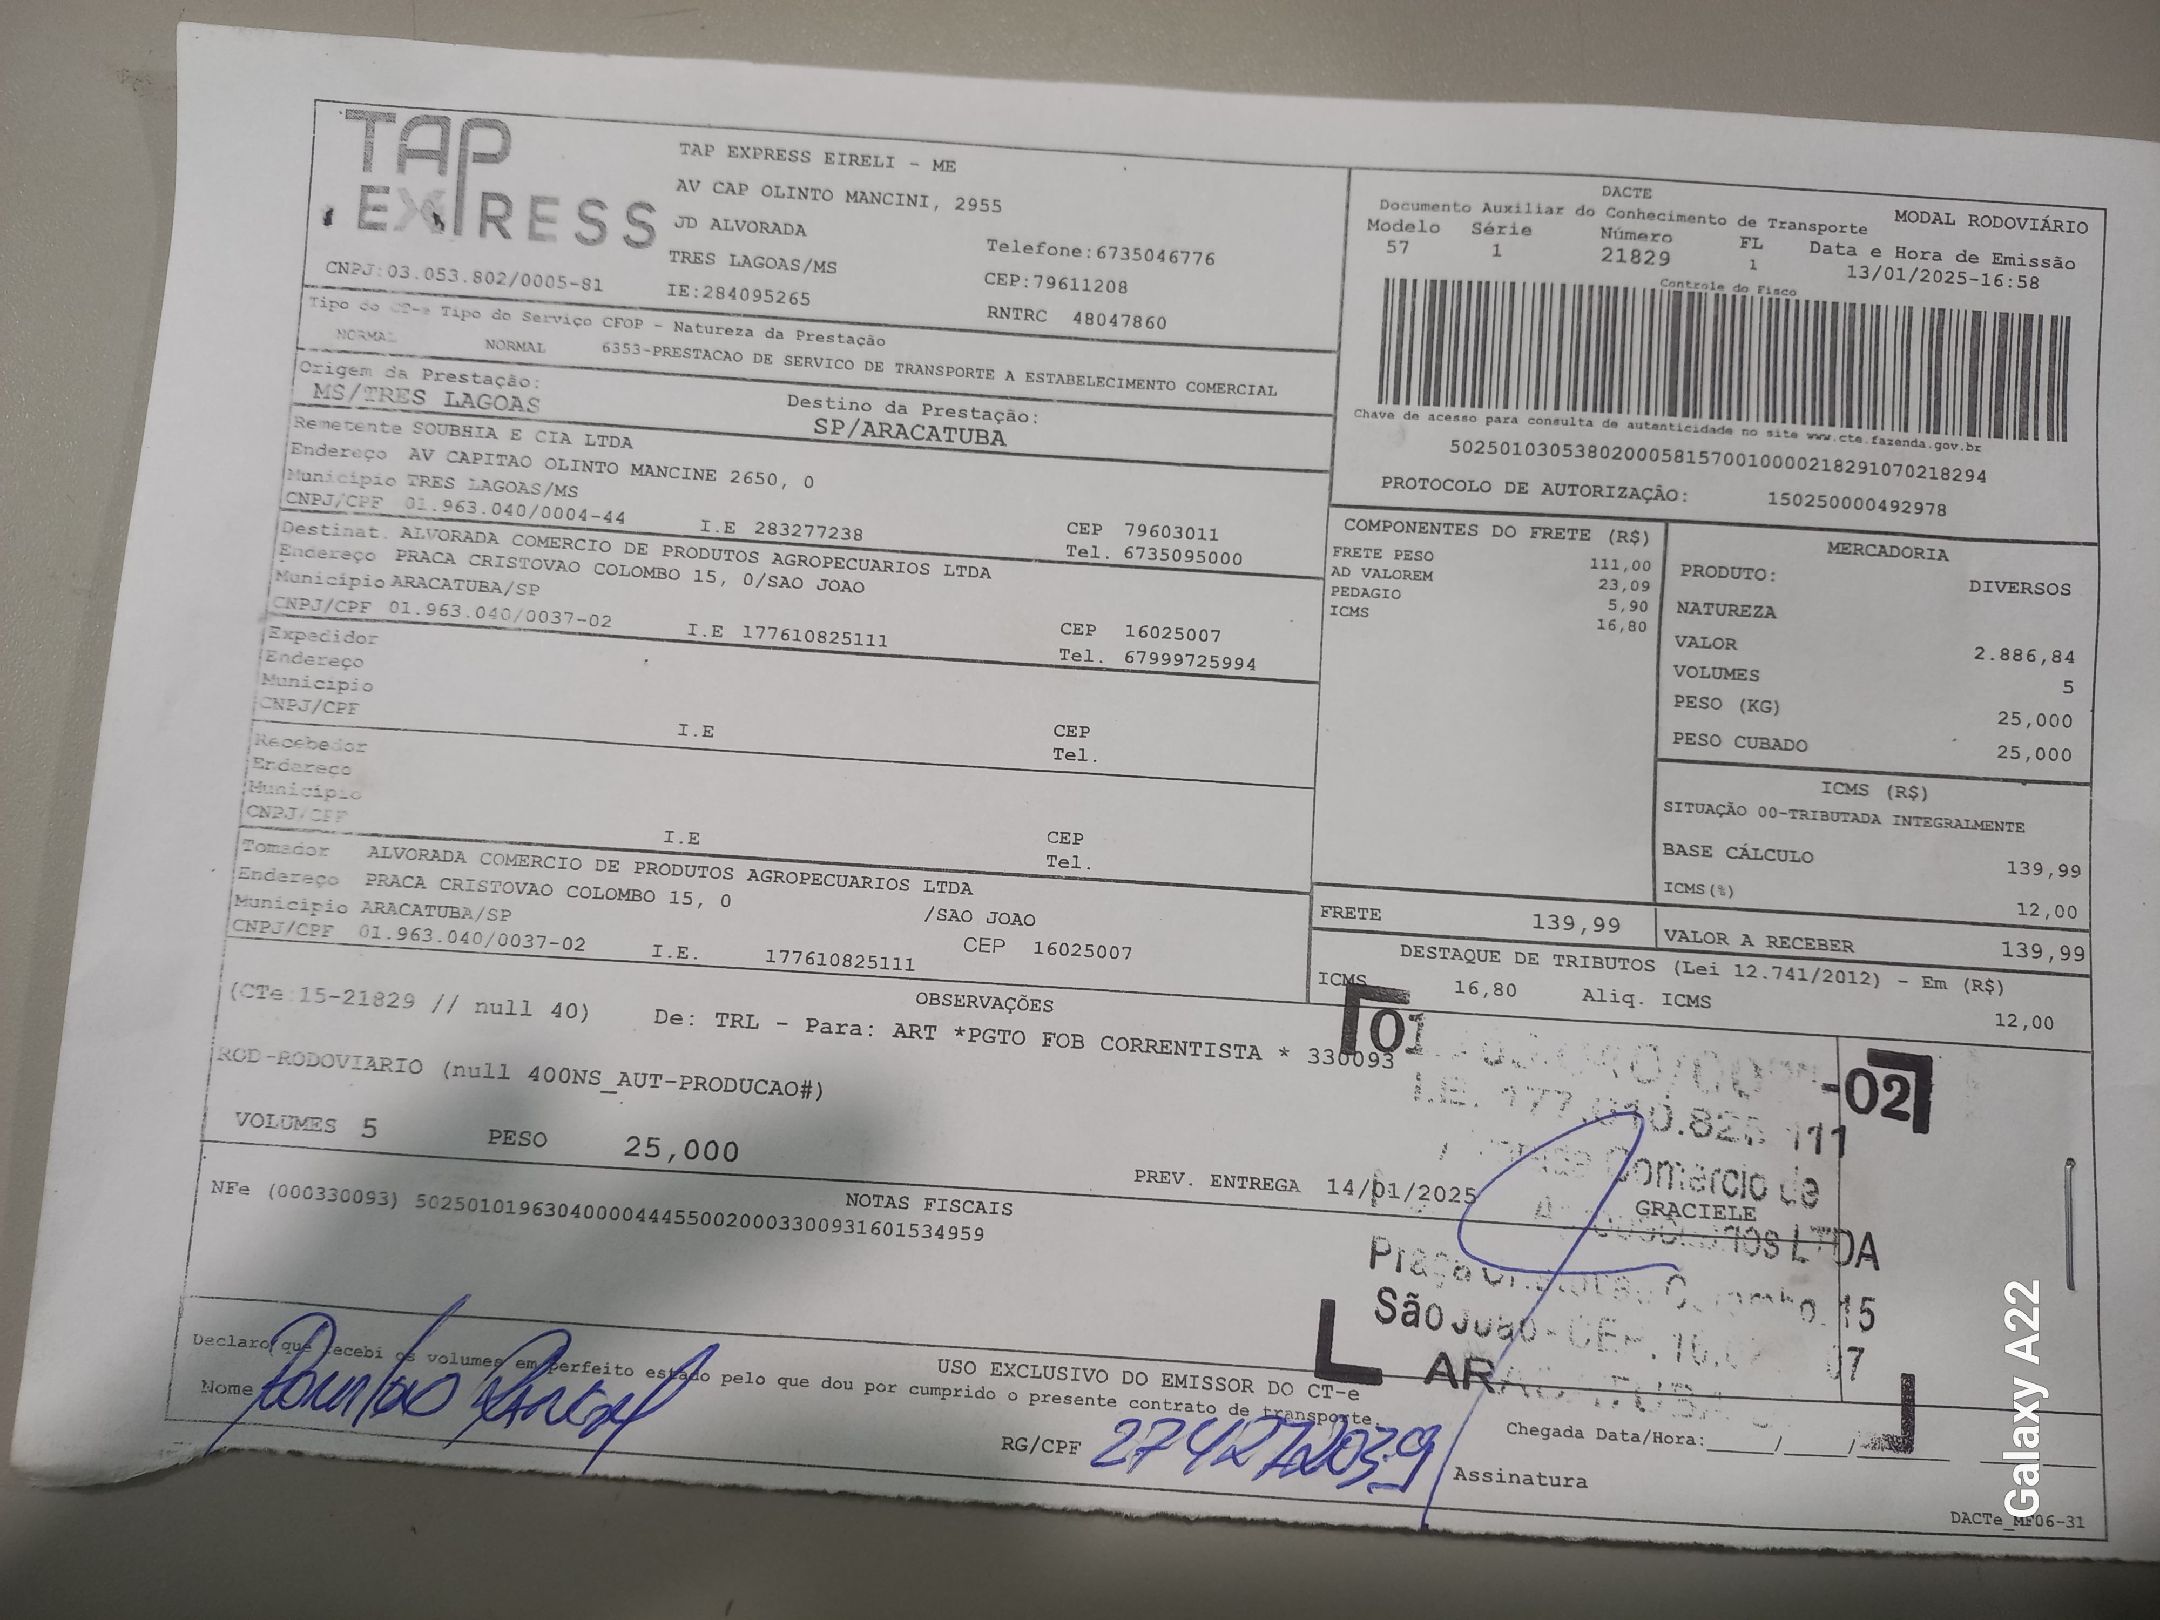 TAP
EXPRESS
CNPJ:03.053.802/0005-81
TAP EXPRESS EIRELI - ME
AV CAP OLINTO MANCINI, 2955
JD ALVORADA
TRES LAGOAS/MS
IE:284095265
Telefone:6735046776
CEP:79611208
RNTRC 48047860
DACTE
Documento Auxiliar do Conhecimento de Transporte
MODAL RODOVIÁRIO
Modelo Série Número FL Data e Hora de Emissão
57 1 21829 1 13/01/2025-16:58
Controle do Fisco
Chave de acesso para consulta de autenticidade no site www.cte.fazenda.gov.br
50250103053802000581570010000218291070218294
PROTOCOLO DE AUTORIZAÇÃO: 150250000492978
Tipo do CT-e Tipo do Serviço CFOP - Natureza da Prestação
NORMAL NORMAL 6353-PRESTACAO DE SERVICO DE TRANSPORTE A ESTABELECIMENTO COMERCIAL
Origem da Prestação: Destino da Prestação:
MS/TRES LAGOAS SP/ARACATUBA
Remetente SOUBHIA E CIA LTDA
Endereço AV CAPITAO OLINTO MANCINE 2650, 0
Município TRES LAGOAS/MS CEP 79603011
CNPJ/CPF 01.963.040/0004-44 I.E 283277238 Tel. 6735095000
Destinat. ALVORADA COMERCIO DE PRODUTOS AGROPECUARIOS LTDA
Endereço PRACA CRISTOVAO COLOMBO 15, 0/SAO JOAO
Município ARACATUBA/SP CEP 16025007
CNPJ/CPF 01.963.040/0037-02 I.E 177610825111 Tel. 67999725994
Expedidor
Endereço
Município CEP
CNPJ/CPF I.E Tel.
Recebedor
Endereço
Município CEP
CNPJ/CPF I.E Tel.
Tomador ALVORADA COMERCIO DE PRODUTOS AGROPECUARIOS LTDA
Endereço PRACA CRISTOVAO COLOMBO 15, 0 /SAO JOAO
Município ARACATUBA/SP CEP 16025007
CNPJ/CPF 01.963.040/0037-02 I.E. 177610825111
COMPONENTES DO FRETE (R$)
FRETE PESO 111,00
AD VALOREM 23,09
PEDAGIO 5,90
ICMS 16,80
FRETE 139,99
MERCADORIA
PRODUTO: DIVERSOS
NATUREZA
VALOR 2.886,84
VOLUMES 5
PESO (KG) 25,000
PESO CUBADO 25,000
ICMS (R$)
SITUAÇÃO 00-TRIBUTADA INTEGRALMENTE
BASE CÁLCULO 139,99
ICMS(%) 12,00
VALOR A RECEBER 139,99
DESTAQUE DE TRIBUTOS (Lei 12.741/2012) - Em (R$)
ICMS 16,80 Aliq. ICMS 12,00
OBSERVAÇÕES
(CTe:15-21829 // null 40) De: TRL - Para: ART *PGTO FOB CORRENTISTA * 330093
ROD-RODOVIARIO (null 400NS_AUT-PRODUCAO#)
VOLUMES 5 PESO 25,000
PREV. ENTREGA 14/01/2025
GRACIELE
NOTAS FISCAIS
NFe (000330093) 50250101963040000444550020003300931601534959
01 -02
I.E. 111
Comércio de
LTDA
Praça 15
São João - CEP. 07
USO EXCLUSIVO DO EMISSOR DO CT-e
Declaro que recebi os volumes em perfeito estado pelo que dou por cumprido o presente contrato de transporte.
Nome
RG/CPF 274272039
Chegada Data/Hora:_____/____/
Assinatura
DACTe_MF06-31
Galaxy A22